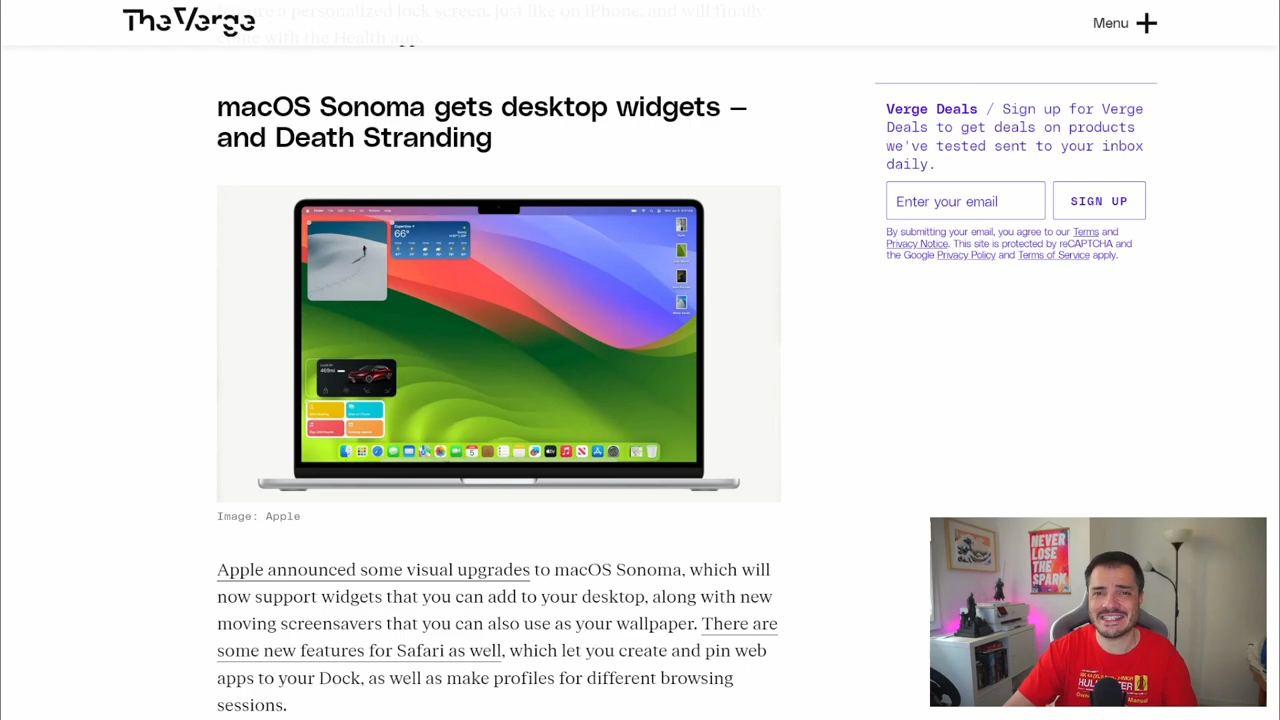 The Verge
Menu
macOS Sonoma gets desktop widgets —
and Death Stranding
Verge Deals / Sign up for Verge
Deals to get deals on products
we've tested sent to your inbox
daily.
Enter your email
SIGN UP
By submitting your email, you agree to our Terms and
Privacy Notice. This site is protected by reCAPTCHA and
the Google Privacy Policy and Terms of Service apply.
66°
Image: Apple
Apple announced some visual upgrades to macOS Sonoma, which will
now support widgets that you can add to your desktop, along with new
moving screensavers that you can also use as your wallpaper. There are
some new features for Safari as well, which let you create and pin web
apps to your Dock, as well as make profiles for different browsing
sessions.
NEVER
LOSE
THE
SPARK